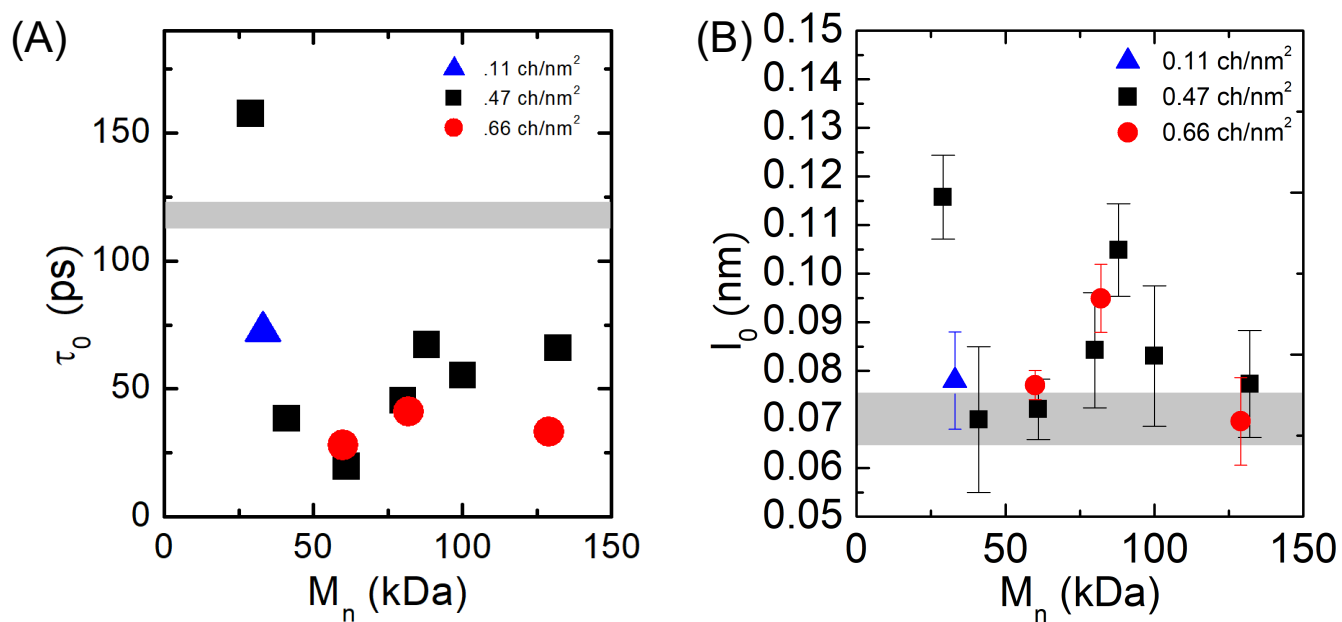 (A)
.11 ch/nm²
.47 ch/nm²
.66 ch/nm²
150
100
50
0
τ₀ (ps)
0 50 100 150
Mₙ (kDa)
(B)
0.11 ch/nm²
0.47 ch/nm²
0.66 ch/nm²
0.15
0.14
0.13
0.12
0.11
0.10
0.09
0.08
0.07
0.06
0.05
l₀ (nm)
0 50 100 150
Mₙ (kDa)